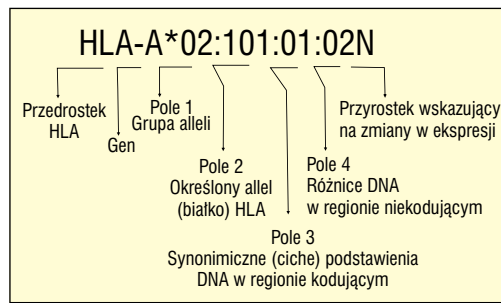 HLA-A*02:101:01:02N
Przedrostek
HLA
Gen
Pole 1
Grupa alleli
Pole 2
Określony allel
(białko) HLA
Pole 3
Synonimiczne (ciche) podstawienia
DNA w regionie kodującym
Pole 4
Różnice DNA
w regionie niekodującym
Przyrostek wskazujący
na zmiany w ekspresji